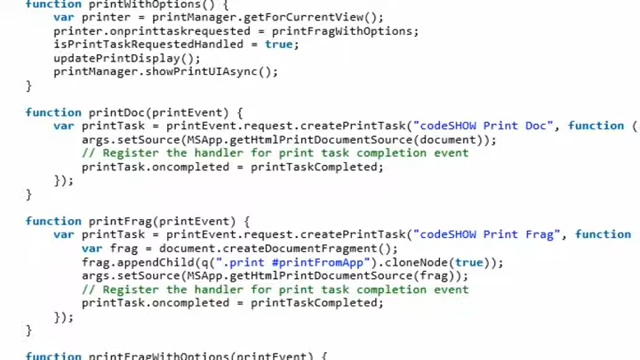 function printWithOptions() {
var printer = printManager.getForCurrentView();
printer.onprinttaskrequested = printFragWithOptions;
isPrintTaskRequestedHandled = true;
updatePrintDisplay();
printManager.showPrintUIAsync();
}
function printDoc(printEvent) {
var printTask = printEvent.request.createPrintTask("codeSHOW Print Doc", function (
args.setSource(MSApp.getHtmlPrintDocumentSource(document));
// Register the handler for print task completion event
printTask.oncompleted = printTaskCompleted;
});
}
function printFrag(printEvent) {
var printTask = printEvent.request.createPrintTask("codeSHOW Print Frag", function
var frag = document.createDocumentFragment();
frag.appendChild(q(".print #printFromApp").cloneNode(true));
args.setSource(MSApp.getHtmlPrintDocumentSource(frag));
// Register the handler for print task completion event
printTask.oncompleted = printTaskCompleted;
});
}
function printFragWithOptions(printEvent) {